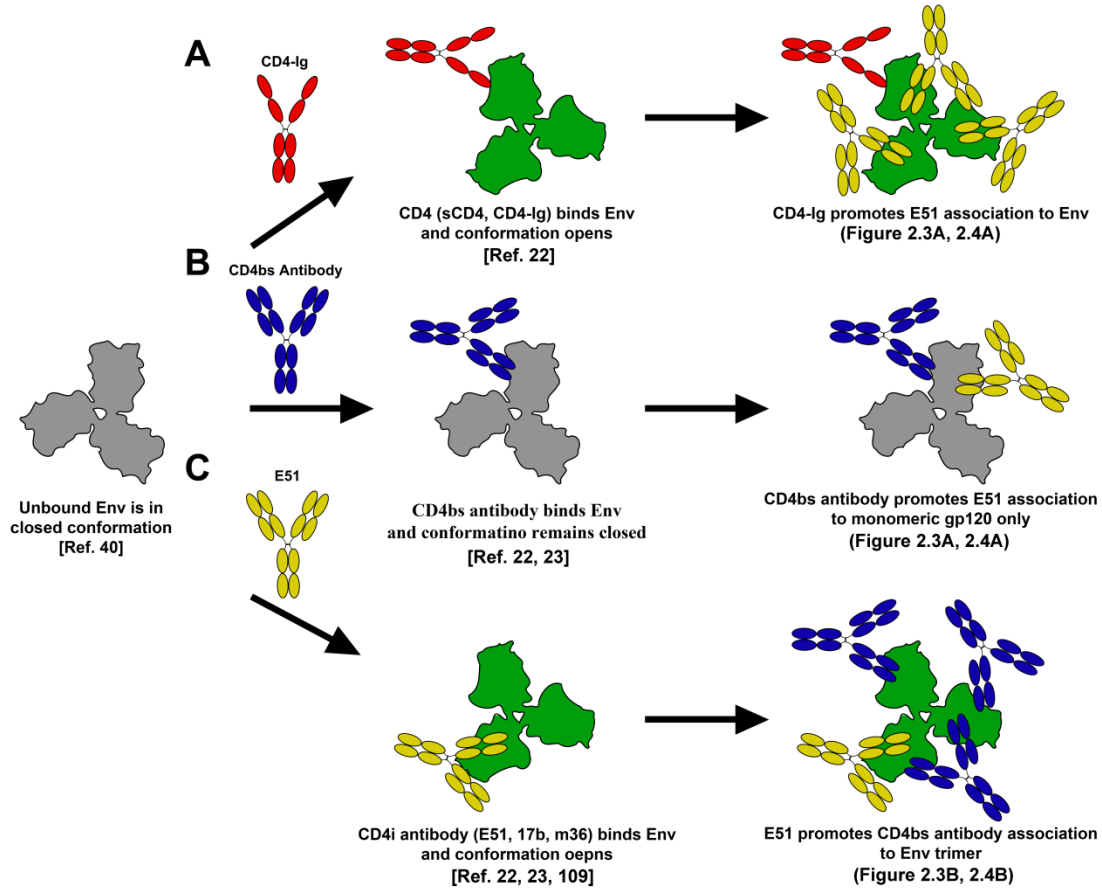 A
CD4-Ig
CD4 (sCD4, CD4-Ig) binds Env
and conformation opens
[Ref. 22]
CD4-Ig promotes E51 association to Env
(Figure 2.3A, 2.4A)
B
CD4bs Antibody
Unbound Env is in
closed conformation
[Ref. 40]
CD4bs antibody binds Env
and conformatino remains closed
[Ref. 22, 23]
CD4bs antibody promotes E51 association
to monomeric gp120 only
(Figure 2.3A, 2.4A)
C
E51
CD4i antibody (E51, 17b, m36) binds Env
and conformation oepns
[Ref. 22, 23, 109]
E51 promotes CD4bs antibody association
to Env trimer
(Figure 2.3B, 2.4B)